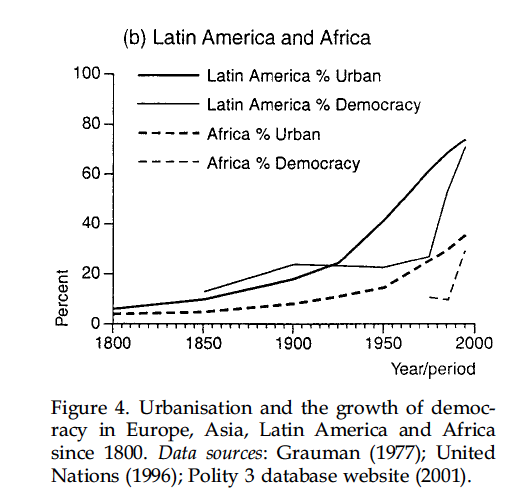 (b) Latin America and Africa
100
Latin America % Urban
80
Latin America % Democracy
Africa % Urban
60
Africa % Democracy
40
20
Percent
0
1800 1850 1900 1950 2000
Year/period
Figure 4. Urbanisation and the growth of democ-
racy in Europe, Asia, Latin America and Africa
since 1800. Data sources: Grauman (1977); United
Nations (1996); Polity 3 database website (2001).